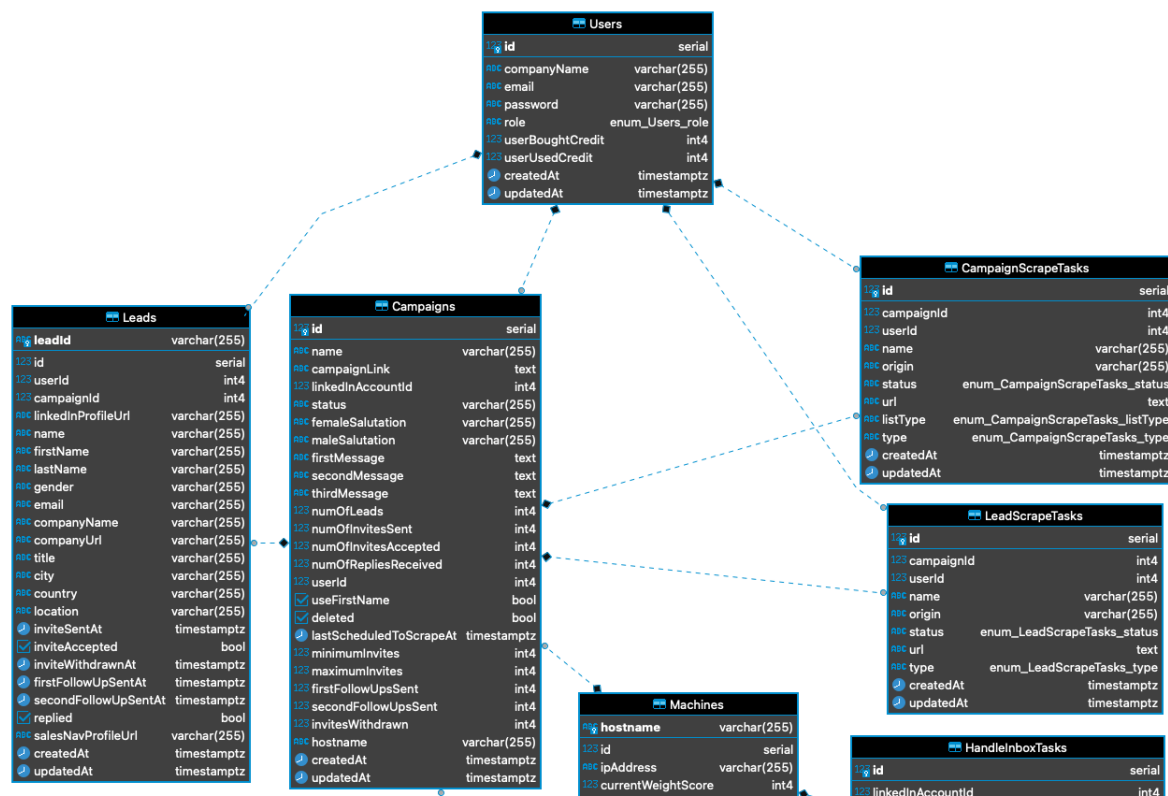 Users
id serial
companyName varchar(255)
email varchar(255)
password varchar(255)
role enum_Users_role
userBoughtCredit int4
userUsedCredit int4
createdAt timestamptz
updatedAt timestamptz
Leads
leadId varchar(255)
id serial
userId int4
campaignId int4
linkedInProfileUrl varchar(255)
name varchar(255)
firstName varchar(255)
lastName varchar(255)
gender varchar(255)
email varchar(255)
companyName varchar(255)
companyUrl varchar(255)
title varchar(255)
city varchar(255)
country varchar(255)
location varchar(255)
inviteSentAt timestamptz
inviteAccepted bool
inviteWithdrawnAt timestamptz
firstFollowUpSentAt timestamptz
secondFollowUpSentAt timestamptz
replied bool
salesNavProfileUrl varchar(255)
createdAt timestamptz
updatedAt timestamptz
Campaigns
id serial
name varchar(255)
campaignLink text
linkedInAccountId int4
status varchar(255)
femaleSalutation varchar(255)
maleSalutation varchar(255)
firstMessage text
secondMessage text
thirdMessage text
numOfLeads int4
numOfInvitesSent int4
numOfInvitesAccepted int4
numOfRepliesReceived int4
userId int4
useFirstName bool
deleted bool
lastScheduledToScrapeAt timestamptz
minimumInvites int4
maximumInvites int4
firstFollowUpsSent int4
secondFollowUpsSent int4
invitesWithdrawn int4
hostname varchar(255)
createdAt timestamptz
updatedAt timestamptz
CampaignScrapeTasks
id serial
campaignId int4
userId int4
name varchar(255)
origin varchar(255)
status enum_CampaignScrapeTasks_status
url text
listType enum_CampaignScrapeTasks_listType
type enum_CampaignScrapeTasks_type
createdAt timestamptz
updatedAt timestamptz
LeadScrapeTasks
id serial
campaignId int4
userId int4
name varchar(255)
origin varchar(255)
status enum_LeadScrapeTasks_status
url text
type enum_LeadScrapeTasks_type
createdAt timestamptz
updatedAt timestamptz
Machines
hostname varchar(255)
id serial
ipAddress varchar(255)
currentWeightScore int4
HandleInboxTasks
id serial
linkedInAccountId int4